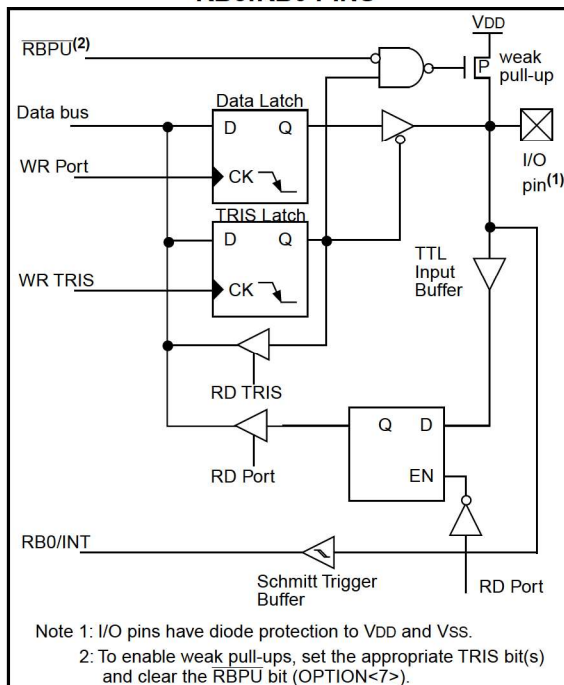 RBPU(2)
VDD
weak
pull-up
P
Data bus
Data Latch
D Q
WR Port
CK
I/O
pin(1)
TRIS Latch
D Q
TTL
Input
Buffer
WR TRIS
CK
RD TRIS
Q D
RD Port
EN
RB0/INT
Schmitt Trigger
Buffer
RD Port
Note 1: I/O pins have diode protection to VDD and VSS.
2: To enable weak pull-ups, set the appropriate TRIS bit(s)
and clear the RBPU bit (OPTION<7>).